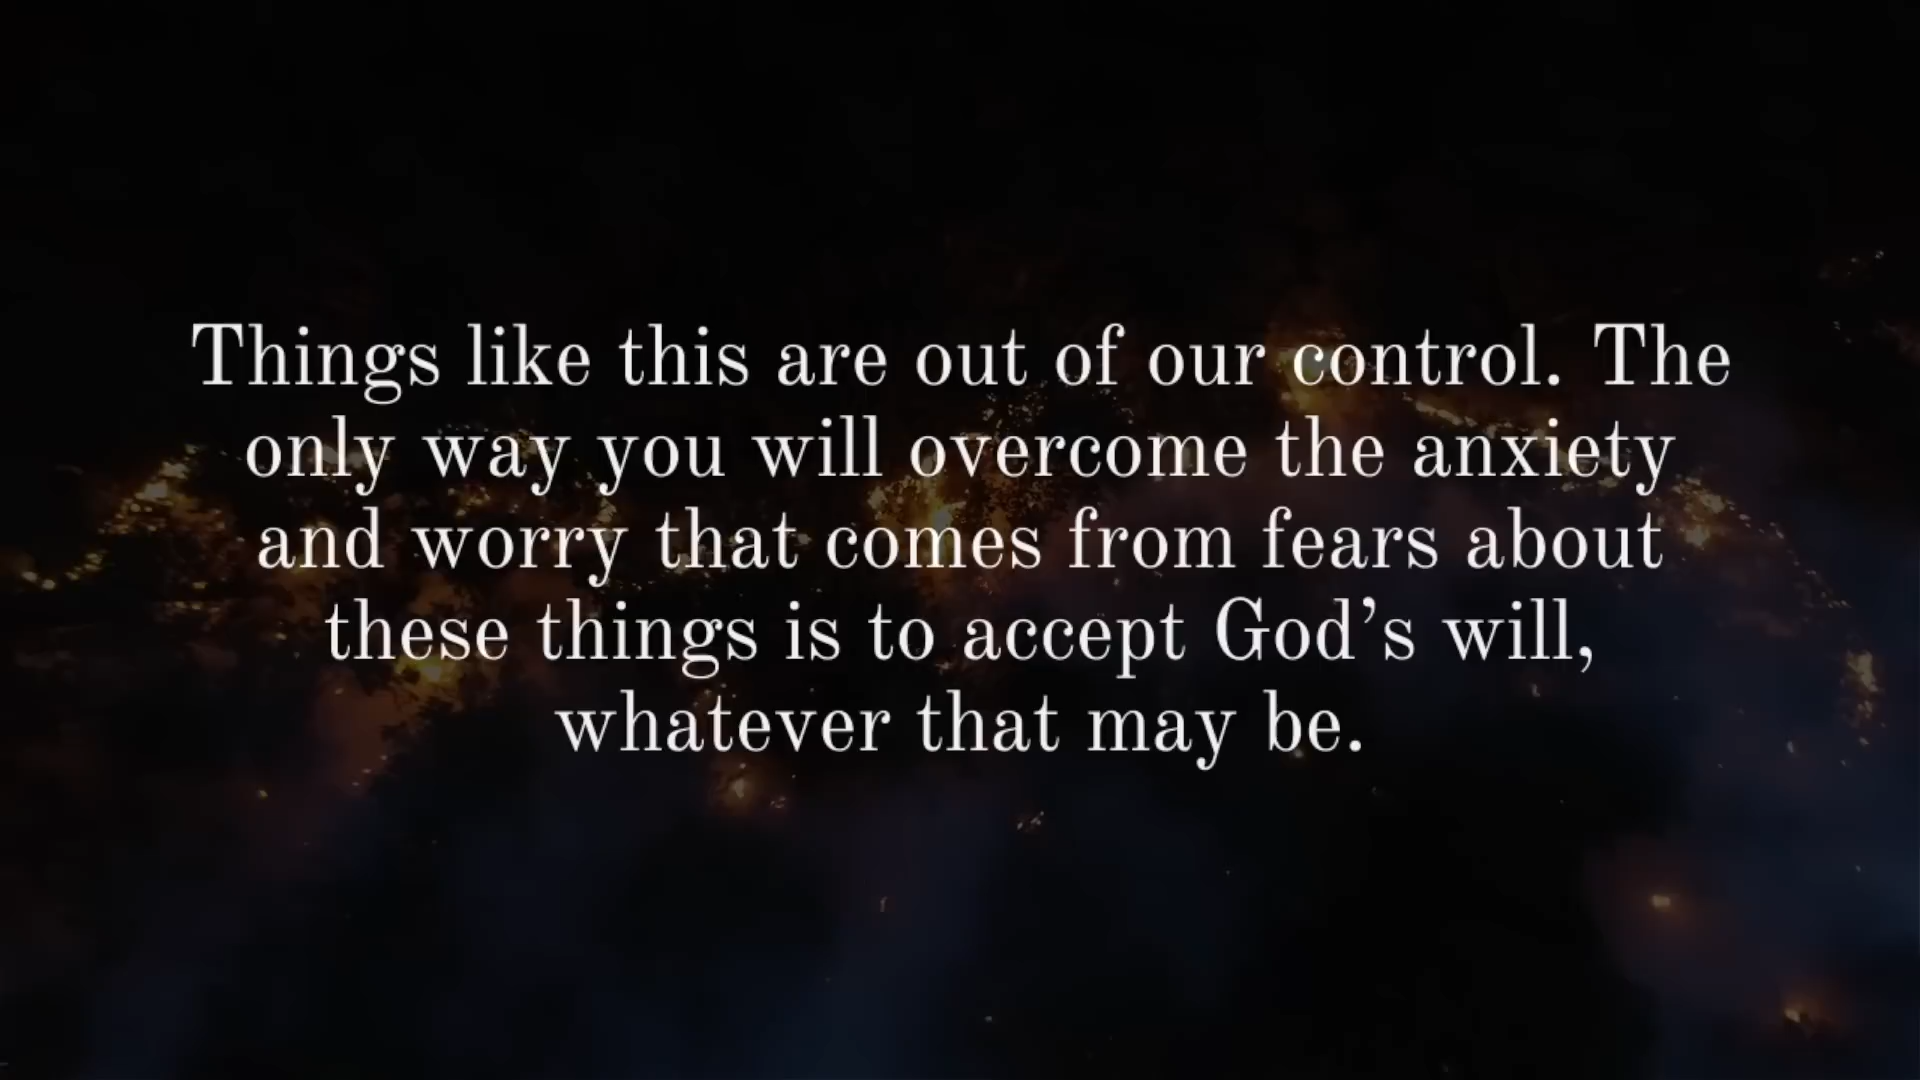 Things like this are out of our control. The
only way you will overcome the anxiety
and worry that comes from fears about
these things is to accept God’s will,
whatever that may be.